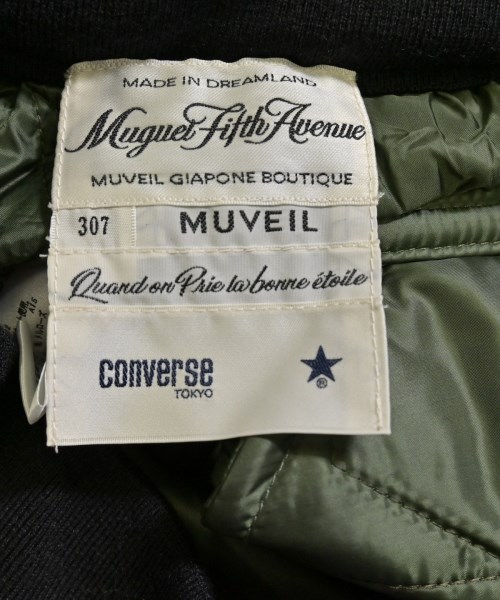 MADE IN DREAMLAND
Muguet Fifth Avenue
MUVEIL GIAPONE BOUTIQUE
307 MUVEIL
Quand on Prie la bonne étoile
converse
TOKYO
®